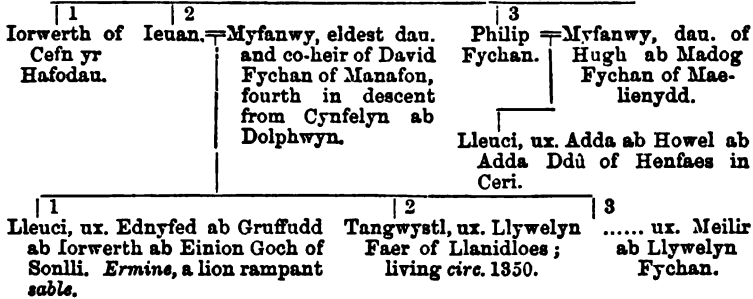 1
Iorwerth of
Cefn yr
Hafodau.
2
Ieuan.=Myfanwy, eldest dau.
and co-heir of David
Fychan of Manafon,
fourth in descent
from Cynfelyn ab
Dolphwyn.
3
Philip
Fychan.
=Myfanwy, dau. of
Hugh ab Madog
Fychan of Mae-
lienydd.
Lleuci, ux. Adda ab Howel ab
Adda Ddû of Henfaes in
Ceri.
1
Lleuci, ux. Ednyfed ab Gruffudd
ab Iorwerth ab Einion Goch of
Sonlli. Ermine, a lion rampant
sable.
2
Tangwystl, ux. Llywelyn
Faer of Llanidloes;
living circ. 1350.
3
...... ux. Meilir
ab Llywelyn
Fychan.